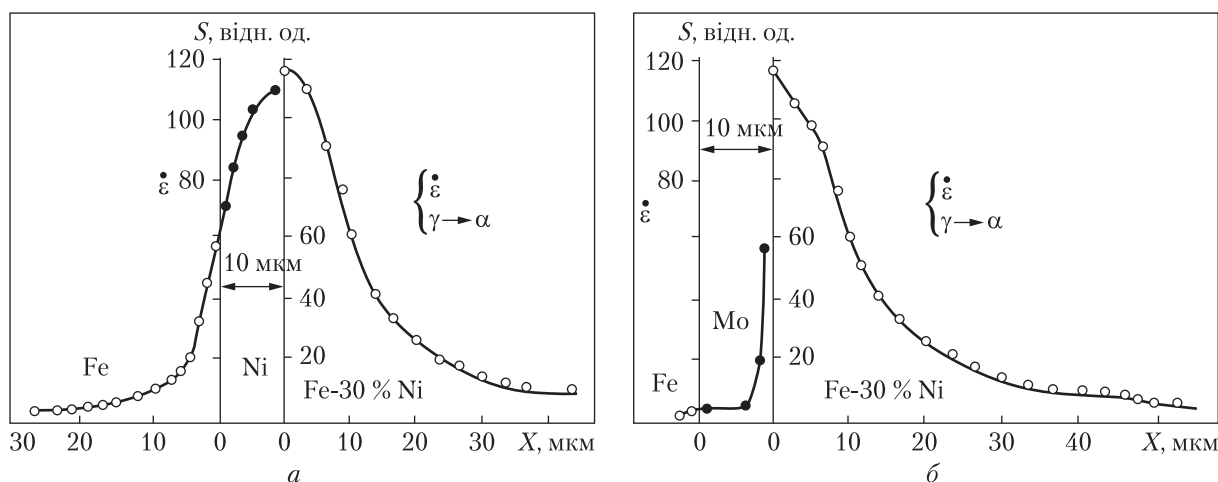 S, відн. од.
120
100
80
ε̇
60
40
20
10 мкм
Fe
Ni
Fe-30 % Ni
{ ε̇
γ → α
30 20 10 0 0 10 20 30 X, мкм
а
S, відн. од.
120
100
80
ε̇
60
40
20
10 мкм
Mo
Fe
Fe-30 % Ni
{ ε̇
γ → α
0 0 10 20 30 40 X, мкм
б